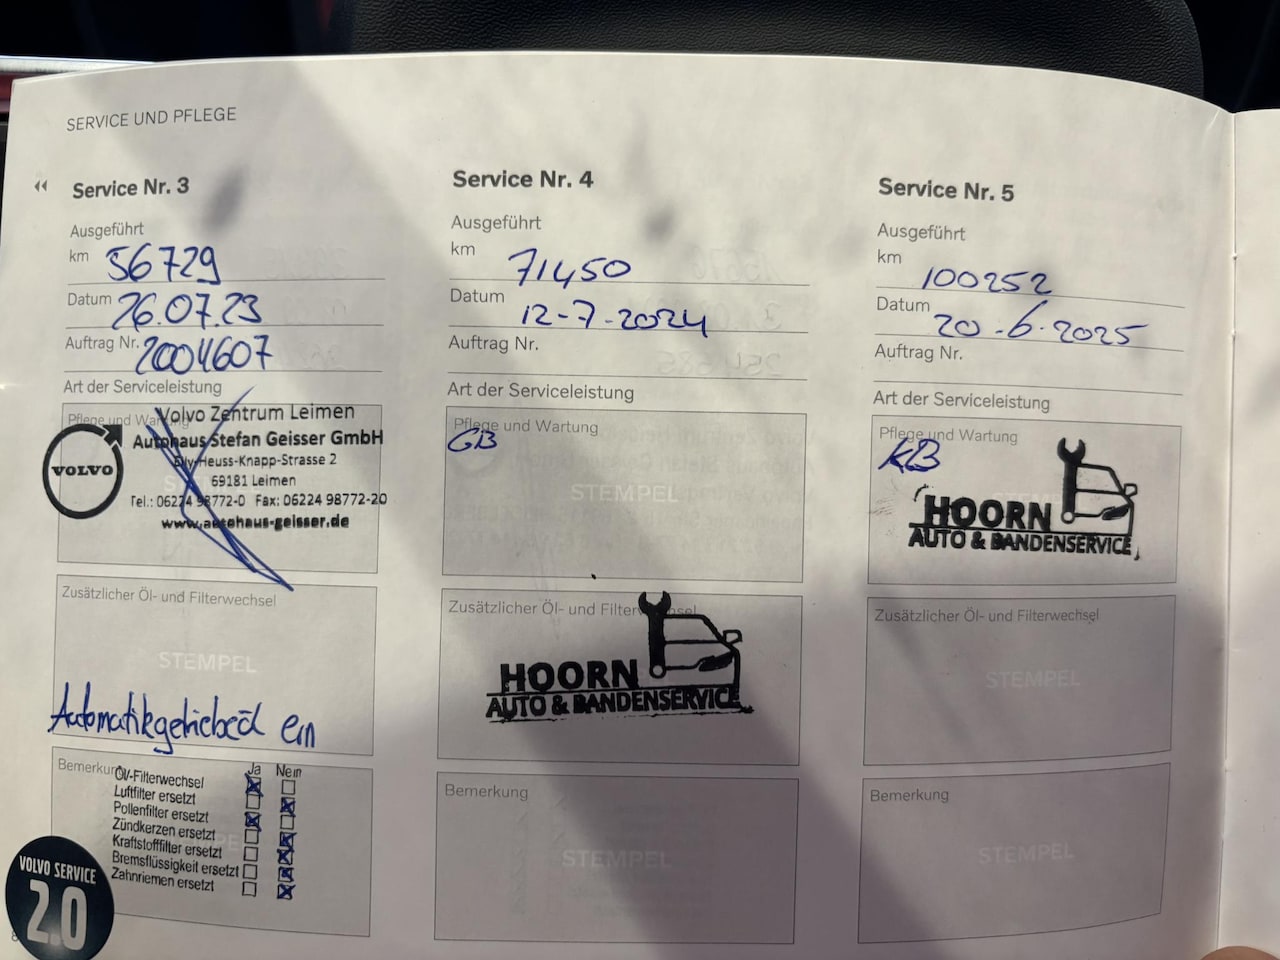 SERVICE UND PFLEGE
Service Nr. 3
Ausgeführt
km 56729
Datum 26.07.23
Auftrag Nr. 2004607
Art der Serviceleistung
Pflege und Wartung
VOLVO
Volvo Zentrum Leimen
Autohaus Stefan Geisser GmbH
Elly-Heuss-Knapp-Strasse 2
69181 Leimen
Tel.: 06224 98772-0 Fax: 06224 98772-20
www.autohaus-geisser.de
Zusätzlicher Öl- und Filterwechsel
STEMPEL
Automatikgetriebeöl ern
Bemerkung
Ja Nein
Öl/-Filterwechsel
Luftfilter ersetzt
Pollenfilter ersetzt
Zündkerzen ersetzt
Kraftstofffilter ersetzt
Bremsflüssigkeit ersetzt
Zahnriemen ersetzt
VOLVO SERVICE
2.0
Service Nr. 4
Ausgeführt
km 71450
Datum 12-7-2024
Auftrag Nr.
Art der Serviceleistung
Pflege und Wartung
GB
STEMPEL
Zusätzlicher Öl- und Filterwechsel
HOORN
AUTO & BANDENSERVICE
Bemerkung
STEMPEL
Service Nr. 5
Ausgeführt
km 100252
Datum 20-6-2025
Auftrag Nr.
Art der Serviceleistung
Pflege und Wartung
KB
HOORN
AUTO & BANDENSERVICE
Zusätzlicher Öl- und Filterwechsel
STEMPEL
Bemerkung
STEMPEL